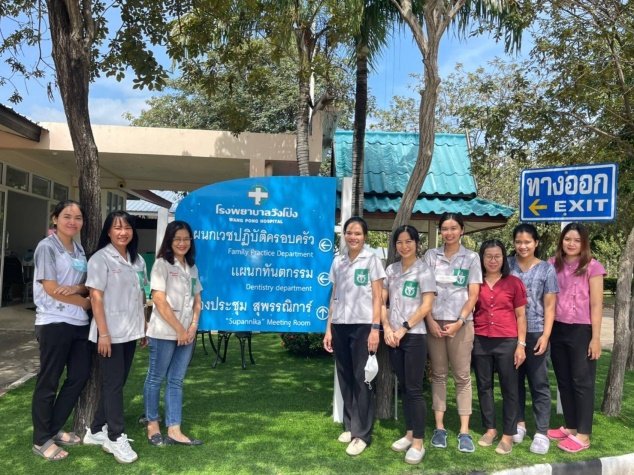 โรงพยาบาลวังโป่ง
WANG PONG HOSPITAL
แผนกเวชปฏิบัติครอบครัว
Family Practice Department
แผนกทันตกรรม
Dentistry department
ห้องประชุม สุพรรณิการ์
"Supannika" Meeting Room
ทางออก
EXIT